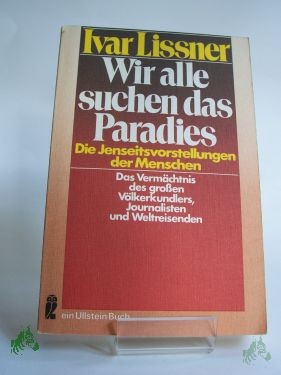 Ivar Lissner
Wir alle
suchen das
Paradies
Die Jenseitsvorstellungen
der Menschen
Das Vermächtnis
des großen
Völkerkundlers,
Journalisten
und Weltreisenden
ein Ullstein Buch